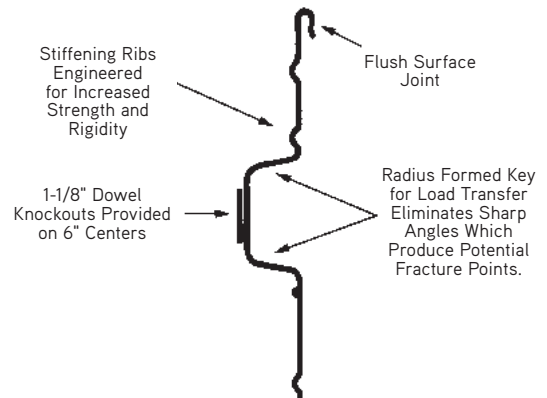 Stiffening Ribs
Engineered
for Increased
Strength and
Rigidity
Flush Surface
Joint
1-1/8" Dowel
Knockouts Provided
on 6" Centers
Radius Formed Key
for Load Transfer
Eliminates Sharp
Angles Which
Produce Potential
Fracture Points.